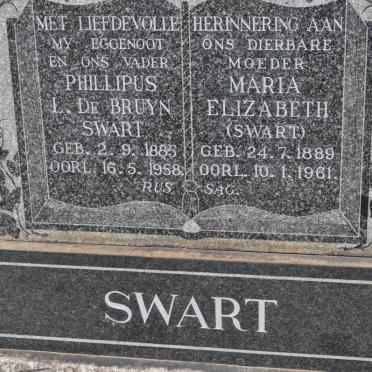 MET LIEFDEVOLLE HERINNERING AAN
MY EGGENOOT
EN ONS VADER
PHILLIPUS
L. DE BRUYN
SWART
GEB. 2. 9. 1885
OORL. 16. 5. 1958.
ONS DIERBARE
MOEDER
MARIA
ELIZABETH
(SWART)
GEB. 24. 7. 1889
OORL. 10. 1. 1961.
RUS SAG.
SWART